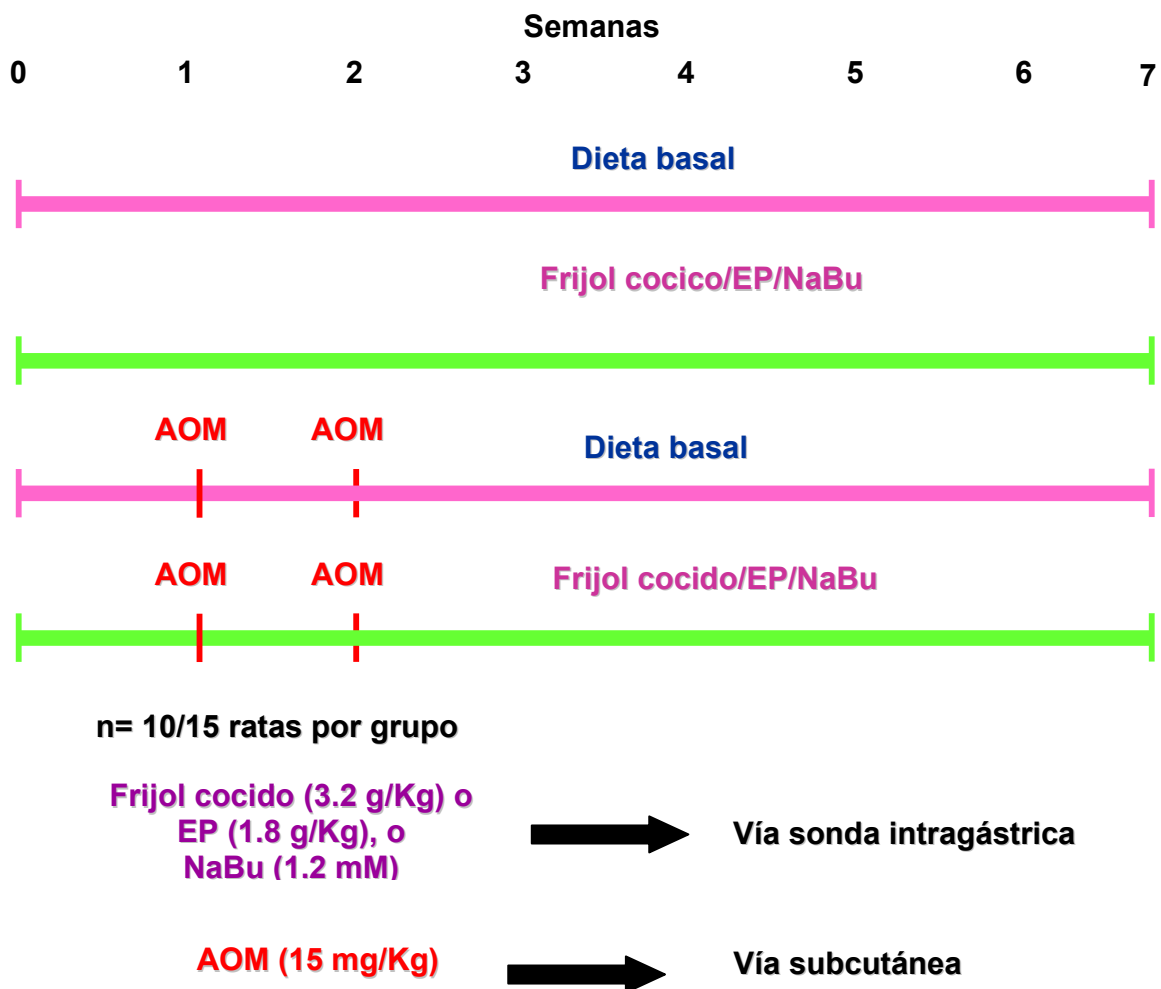 Semanas
0 1 2 3 4 5 6 7
Dieta basal
Frijol cocico/EP/NaBu
AOM AOM
Dieta basal
AOM AOM
Frijol cocido/EP/NaBu
n= 10/15 ratas por grupo
Frijol cocido (3.2 g/Kg) o
EP (1.8 g/Kg), o
NaBu (1.2 mM)
Vía sonda intragástrica
AOM (15 mg/Kg)
Vía subcutánea